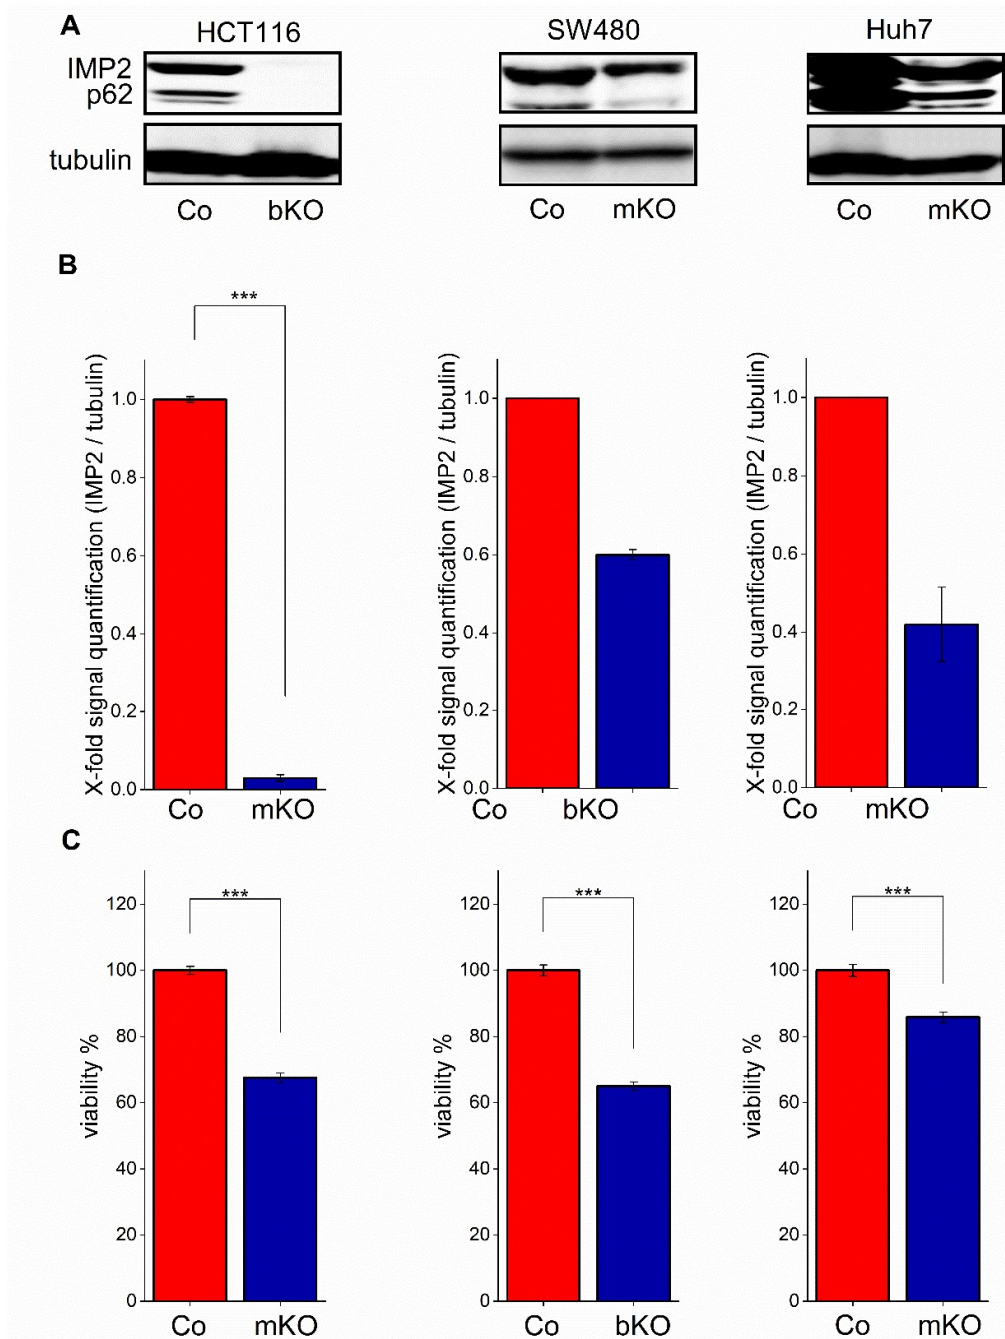 A
HCT116
SW480
Huh7
IMP2
p62
tubulin
Co bKO
Co mKO
Co mKO
B
***
X-fold signal quantification (IMP2 / tubulin)
1.0
0.8
0.6
0.4
0.2
0.0
Co mKO
X-fold signal quantification (IMP2 / tubulin)
1.0
0.8
0.6
0.4
0.2
0.0
Co bKO
X-fold signal quantification (IMP2 / tubulin)
1.0
0.8
0.6
0.4
0.2
0.0
Co mKO
C
***
viability %
120
100
80
60
40
20
0
Co mKO
***
viability %
120
100
80
60
40
20
0
Co bKO
***
viability %
120
100
80
60
40
20
0
Co mKO